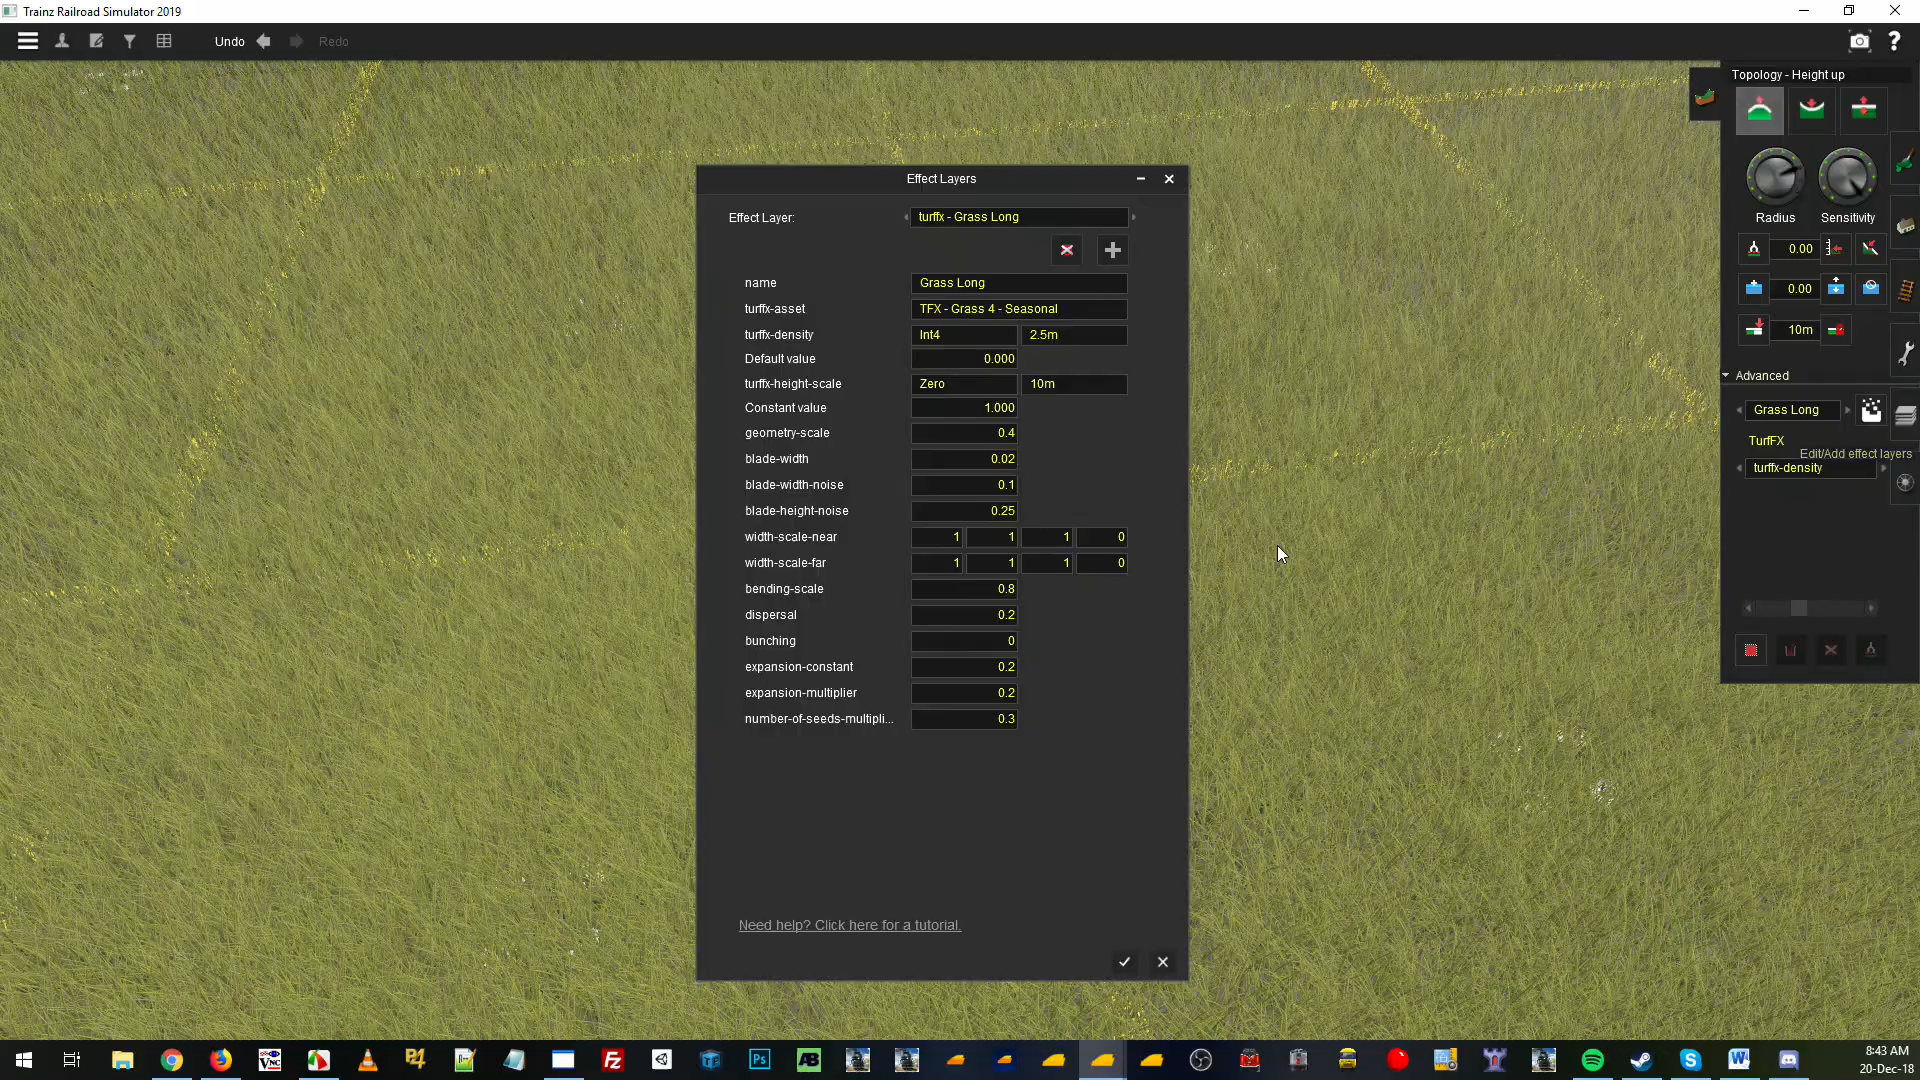 Trainz Railroad Simulator 2019
Undo
Redo
Topology - Height up
Radius
Sensitivity
0.00
0.00
10m
Advanced
Grass Long
TurfFX
Edit/Add effect layers
turffx-density
Effect Layers
Effect Layer:
turffx - Grass Long
name
Grass Long
turffx-asset
TFX - Grass 4 - Seasonal
turffx-density
Int4
2.5m
Default value
0.000
turffx-height-scale
Zero
10m
Constant value
1.000
geometry-scale
0.4
blade-width
0.02
blade-width-noise
0.1
blade-height-noise
0.25
width-scale-near
1 1 1 0
width-scale-far
1 1 1 0
bending-scale
0.8
dispersal
0.2
bunching
0
expansion-constant
0.2
expansion-multiplier
0.2
number-of-seeds-multipli...
0.3
Need help? Click here for a tutorial.
8:43 AM
20-Dec-18